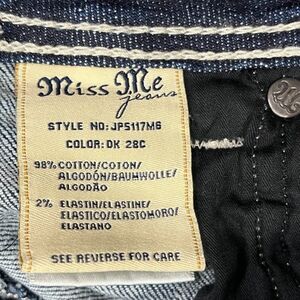 Miss Me
jeans
STYLE NO:JP5117M6
COLOR:DK 28C
98% COTTON/COTON/
ALGODÓN/BAUMWOLLE/
ALGODÃO
2% ELASTIN/ELASTINE/
ELASTICO/ELASTOMORO/
ELASTANO
SEE REVERSE FOR CARE